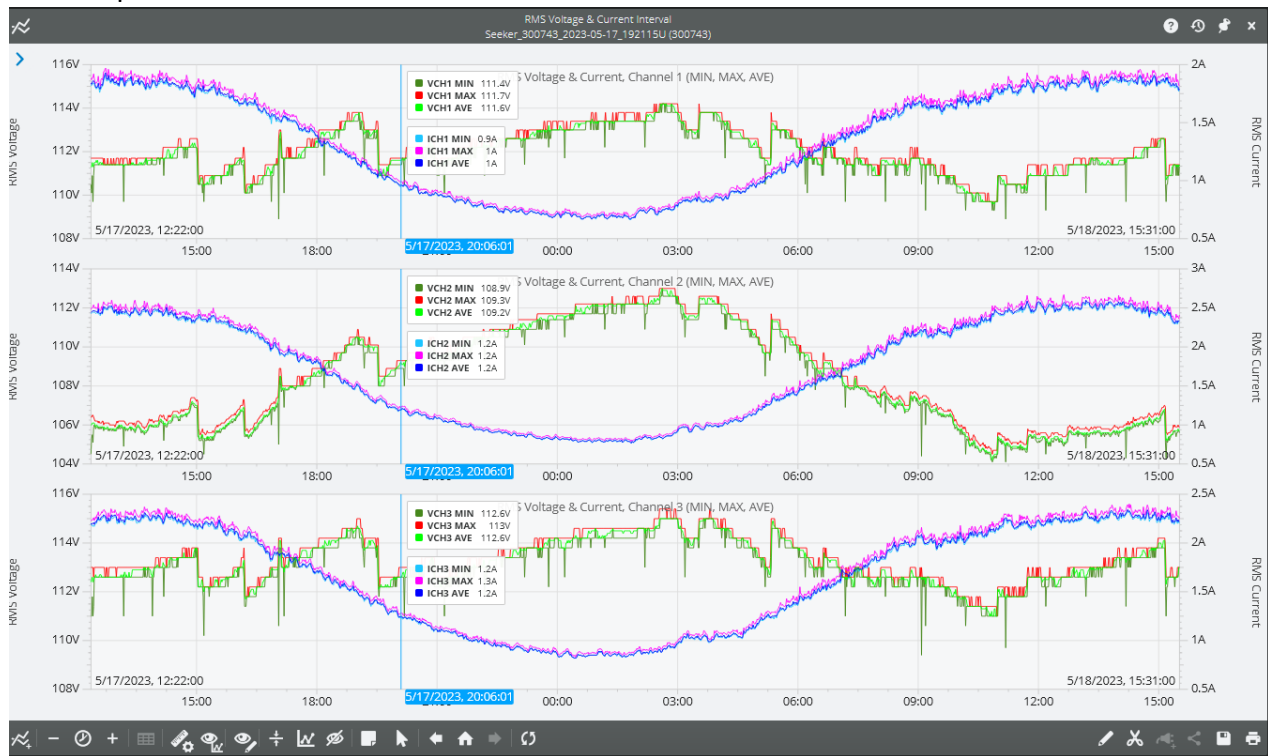 RMS Voltage & Current Interval
Seeker_300743_2023-05-17_192115U (300743)
S Voltage & Current, Channel 1 (MIN, MAX, AVE)
116V
114V
112V
110V
108V
RMS Voltage
VCH1 MIN 111.4V
VCH1 MAX 111.7V
VCH1 AVE 111.6V
ICH1 MIN 0.9A
ICH1 MAX 1A
ICH1 AVE 1A
2A
1.5A
1A
0.5A
RMS Current
5/17/2023, 12:22:00
5/18/2023, 15:31:00
15:00
18:00
5/17/2023, 20:06:01
00:00
03:00
06:00
09:00
12:00
15:00
S Voltage & Current, Channel 2 (MIN, MAX, AVE)
114V
112V
110V
108V
106V
104V
RMS Voltage
VCH2 MIN 108.9V
VCH2 MAX 109.3V
VCH2 AVE 109.2V
ICH2 MIN 1.2A
ICH2 MAX 1.2A
ICH2 AVE 1.2A
3A
2.5A
2A
1.5A
1A
0.5A
RMS Current
5/17/2023, 12:22:00
5/18/2023, 15:31:00
15:00
18:00
5/17/2023, 20:06:01
00:00
03:00
06:00
09:00
12:00
15:00
S Voltage & Current, Channel 3 (MIN, MAX, AVE)
116V
114V
112V
110V
108V
RMS Voltage
VCH3 MIN 112.6V
VCH3 MAX 113V
VCH3 AVE 112.6V
ICH3 MIN 1.2A
ICH3 MAX 1.3A
ICH3 AVE 1.2A
2.5A
2A
1.5A
1A
0.5A
RMS Current
5/17/2023, 12:22:00
5/18/2023, 15:31:00
15:00
18:00
5/17/2023, 20:06:01
00:00
03:00
06:00
09:00
12:00
15:00